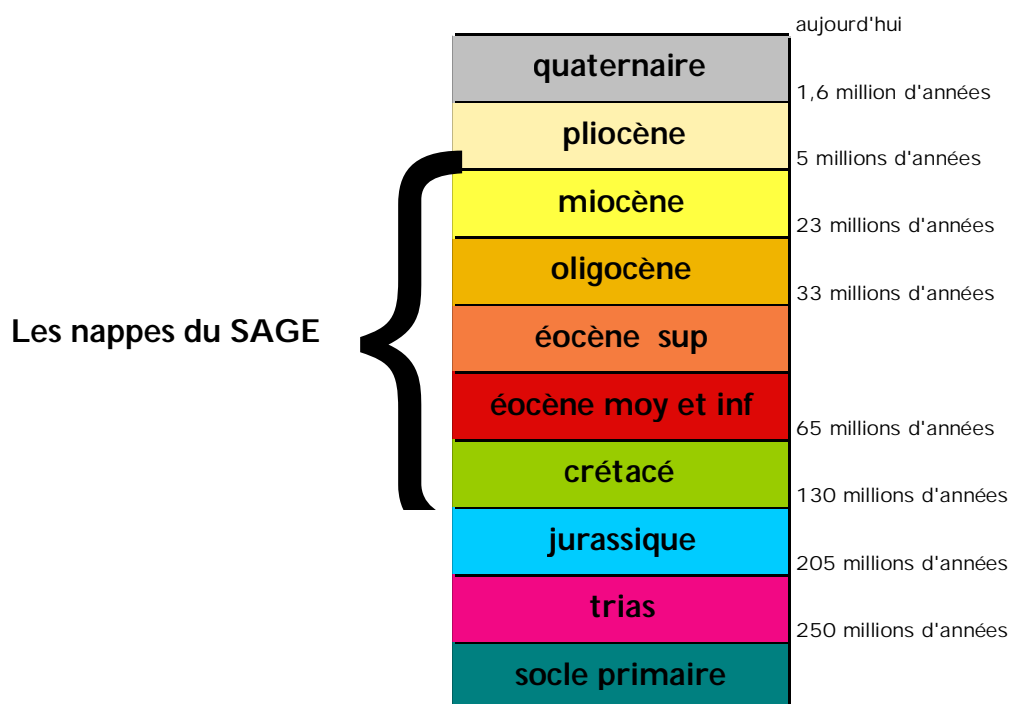 aujourd'hui
quaternaire
1,6 million d'années
pliocène
5 millions d'années
miocène
23 millions d'années
oligocène
33 millions d'années
Les nappes du SAGE
éocène sup
éocène moy et inf
65 millions d'années
crétacé
130 millions d'années
jurassique
205 millions d'années
trias
250 millions d'années
socle primaire